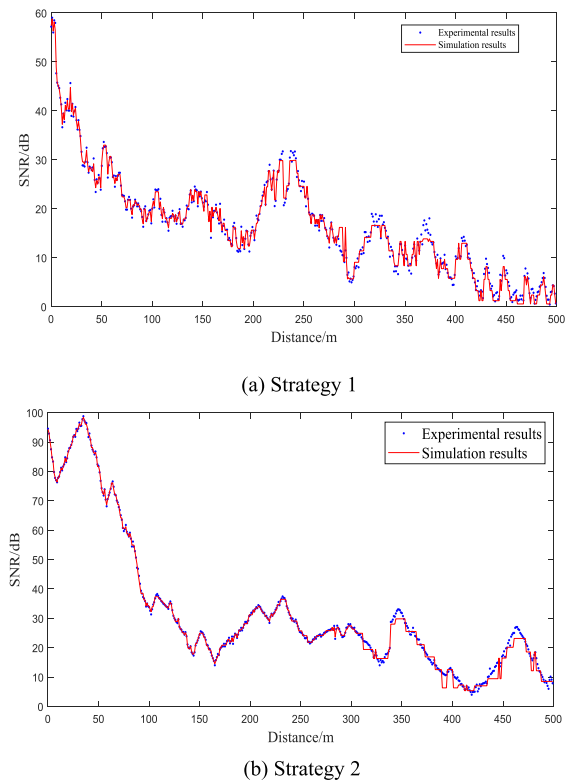 60
50
40
30
20
10
0
SNR/dB
Experimental results
Simulation results
0 50 100 150 200 250 300 350 400 450 500
Distance/m
(a) Strategy 1
100
90
80
70
60
50
40
30
20
10
0
SNR/dB
Experimental results
Simulation results
0 50 100 150 200 250 300 350 400 450 500
Distance/m
(b) Strategy 2